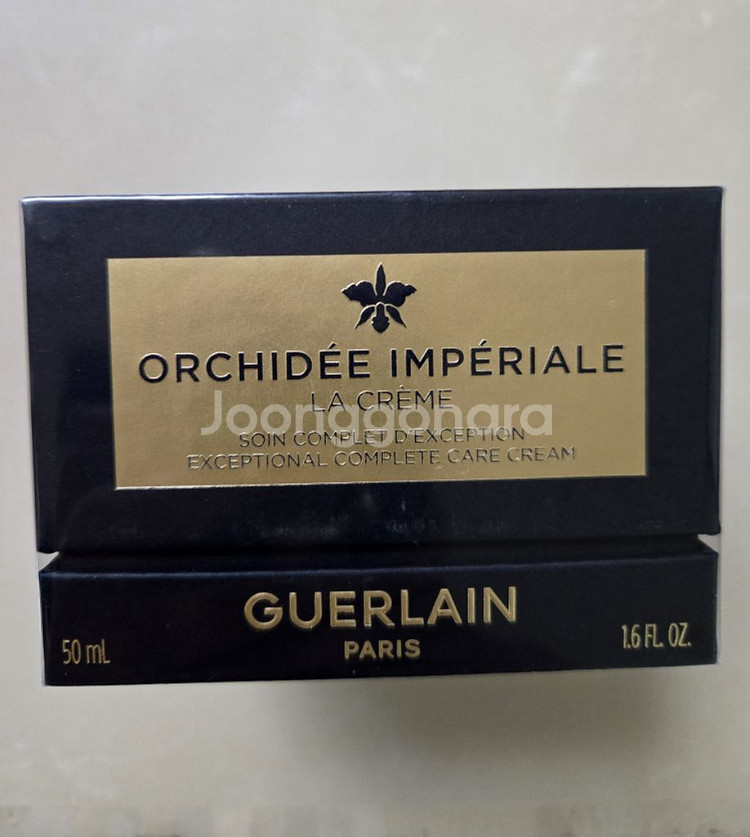 ORCHIDÉE IMPÉRIALE
LA CRÈME
Joonggonara
SOIN COMPLET D'EXCEPTION
EXCEPTIONAL COMPLETE CARE CREAM
GUERLAIN
PARIS
50 mL
1.6 FL. OZ.